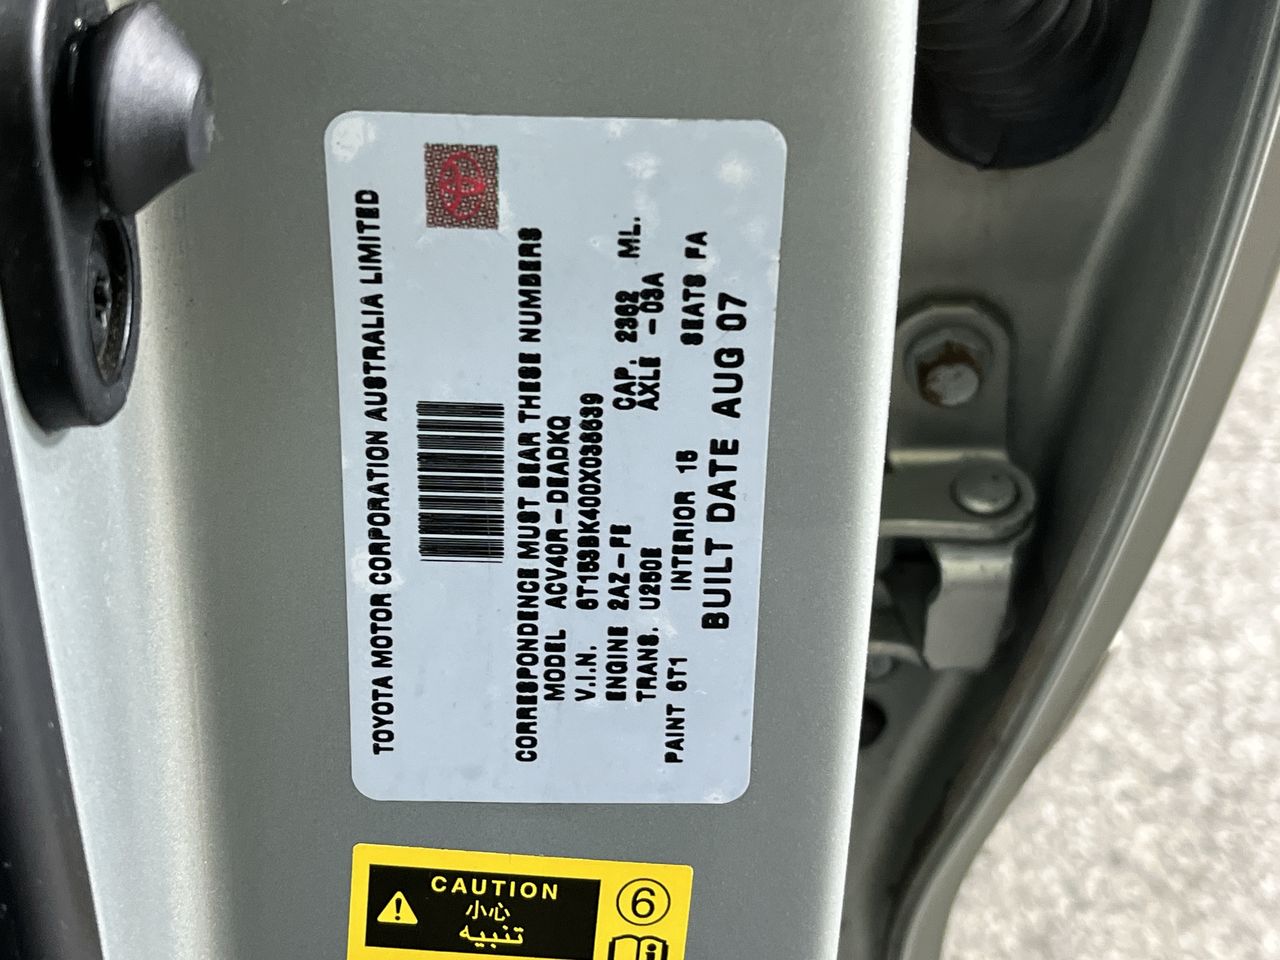 TOYOTA MOTOR CORPORATION AUSTRALIA LIMITED
CORRESPONDENCE MUST BEAR THESE NUMBERS
MODEL ACV40R-DEADKQ
V.I.N.
ENGINE 2AZ-FE CAP. 2362 ML.
TRANS. U250E AXLE -03A
PAINT 6T1 INTERIOR 15 SEATS FA
BUILT DATE AUG 07
CAUTION
小心
تنبيه
6